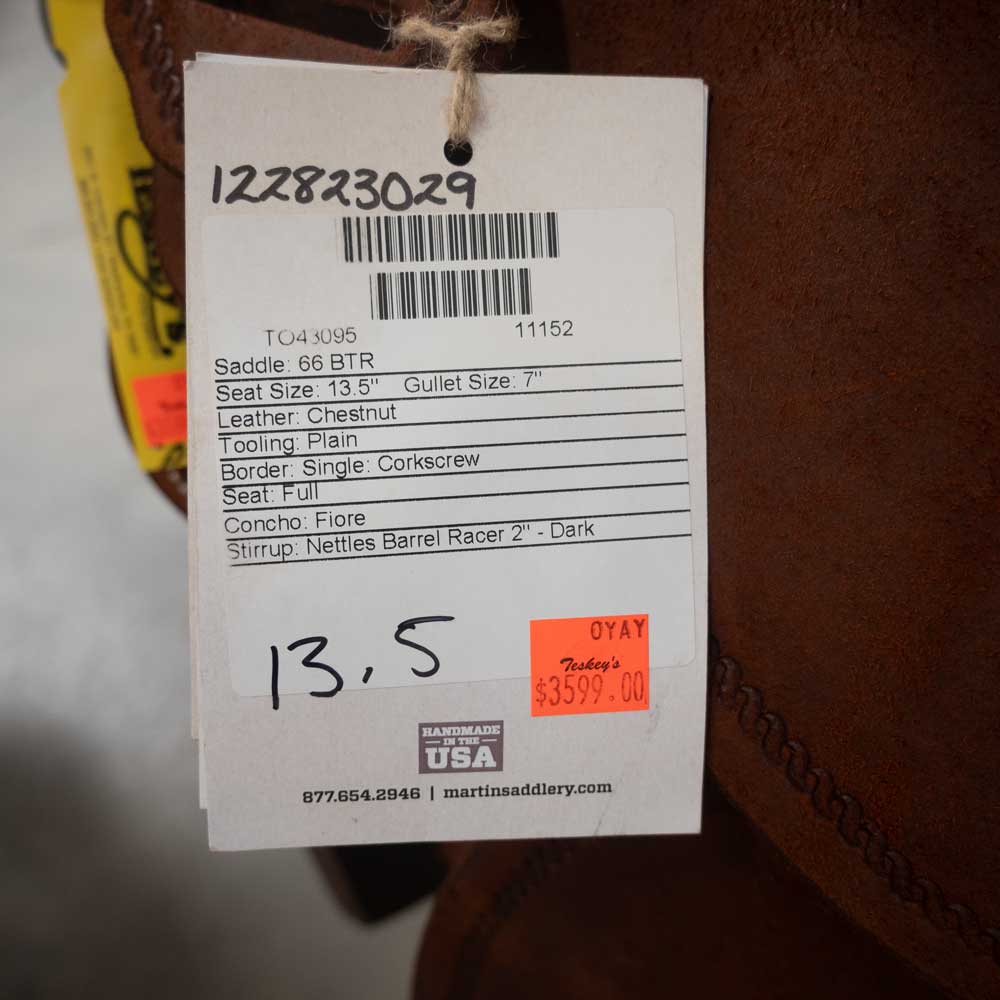 122823029
TO43095 11152
Saddle: 66 BTR
Seat Size: 13.5" Gullet Size: 7"
Leather: Chestnut
Tooling: Plain
Border: Single: Corkscrew
Seat: Full
Concho: Fiore
Stirrup: Nettles Barrel Racer 2" - Dark
13.5
OYAY
Teskey's
$3599.00
HANDMADE
IN THE
USA
877.654.2946 | martinsaddlery.com